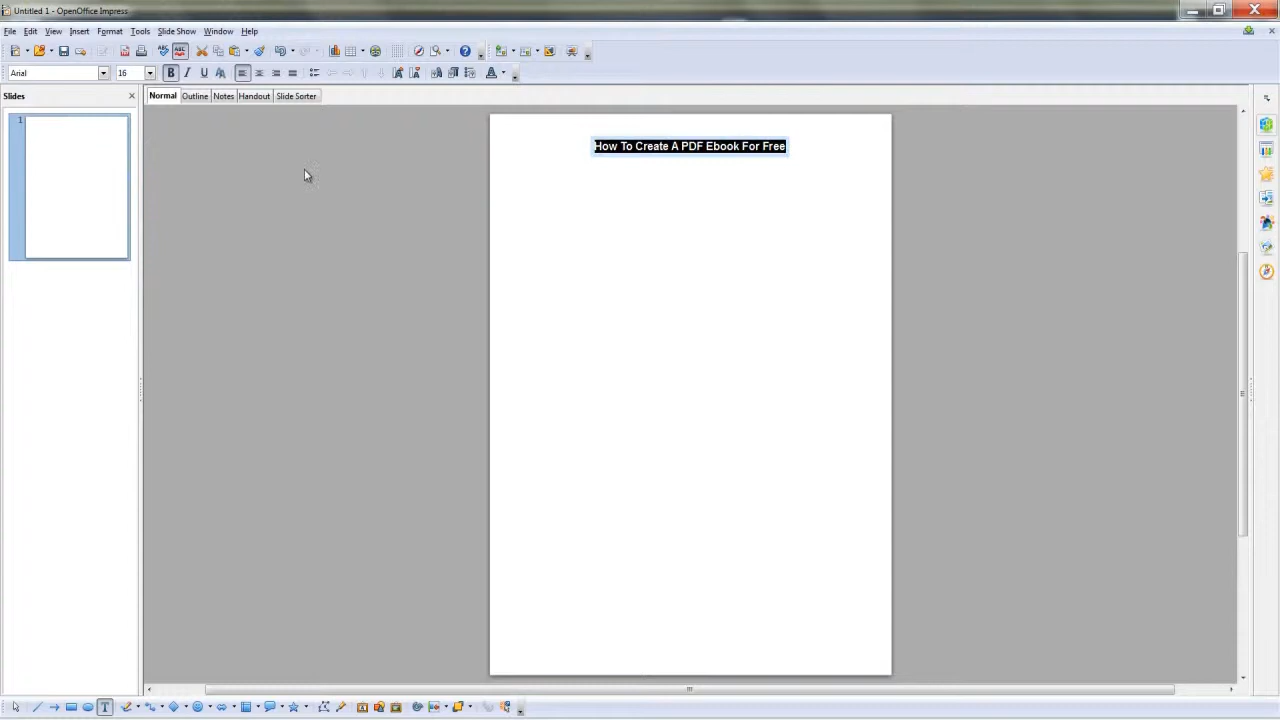 Untitled 1 - OpenOffice Impress
File Edit View Insert Format Tools Slide Show Window Help
Arial 16
Slides Normal Outline Notes Handout Slide Sorter
1
How To Create A PDF Ebook For Free